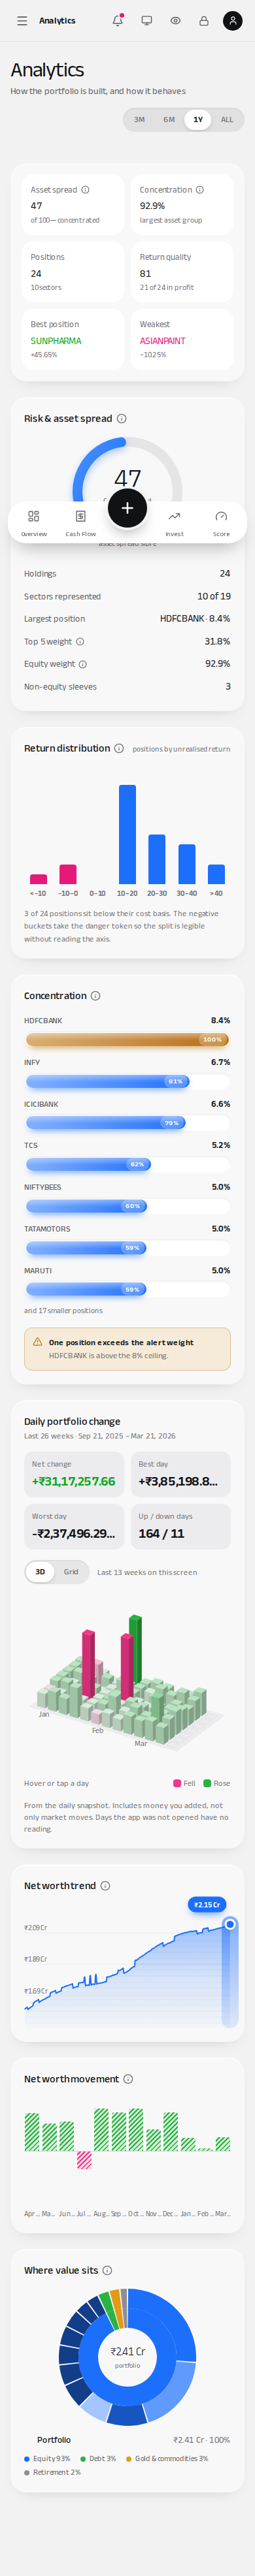 Analytics
Analytics
How the portfolio is built, and how it behaves
3M 6M 1Y ALL
Asset spread
47
of 100—concentrated
Concentration
92.9%
largest asset group
Positions
24
10 sectors
Return quality
81
21 of 24 in profit
Best position
SUNPHARMA
+45.65%
Weakest
ASIANPAINT
-10.25%
Risk & asset spread
47
Overview Cash Flow Invest Score
asset spread score
Holdings 24
Sectors represented 10 of 19
Largest position HDFCBANK · 8.4%
Top 5 weight 31.8%
Equity weight 92.9%
Non-equity sleeves 3
Return distribution positions by unrealised return
<-10 -10-0 0-10 10-20 20-30 30-40 >40
3 of 24 positions sit below their cost basis. The negative
buckets take the danger token so the split is legible
without reading the axis.
Concentration
HDFCBANK 8.4%
100%
INFY 6.7%
81%
ICICIBANK 6.6%
79%
TCS 5.2%
62%
NIFTYBEES 5.0%
60%
TATAMOTORS 5.0%
59%
MARUTI 5.0%
59%
and 17 smaller positions
One position exceeds the alert weight
HDFCBANK is above the 8% ceiling.
Daily portfolio change
Last 26 weeks · Sep 21, 2025 – Mar 21, 2026
Net change
+₹31,17,257.66
Best day
+₹3,85,198.8...
Worst day
-₹2,37,496.29...
Up / down days
164 / 11
3D Grid Last 13 weeks on this screen
Jan
Feb
Mar
Hover or tap a day Fell Rose
From the daily snapshot. Includes money you added, not
only market moves. Days the app was not opened have no
reading.
Net worth trend
₹2.15 Cr
₹2.09Cr
₹1.89Cr
₹1.69Cr
Net worth movement
Apr ... Ma... Jun ... Jul ... Aug... Sep ... Oct ... Nov ... Dec... Jan ... Feb ... Mar...
Where value sits
₹2.41 Cr
portfolio
Portfolio ₹2.41 Cr · 100%
Equity 93% Debt 3% Gold & commodities 3%
Retirement 2%